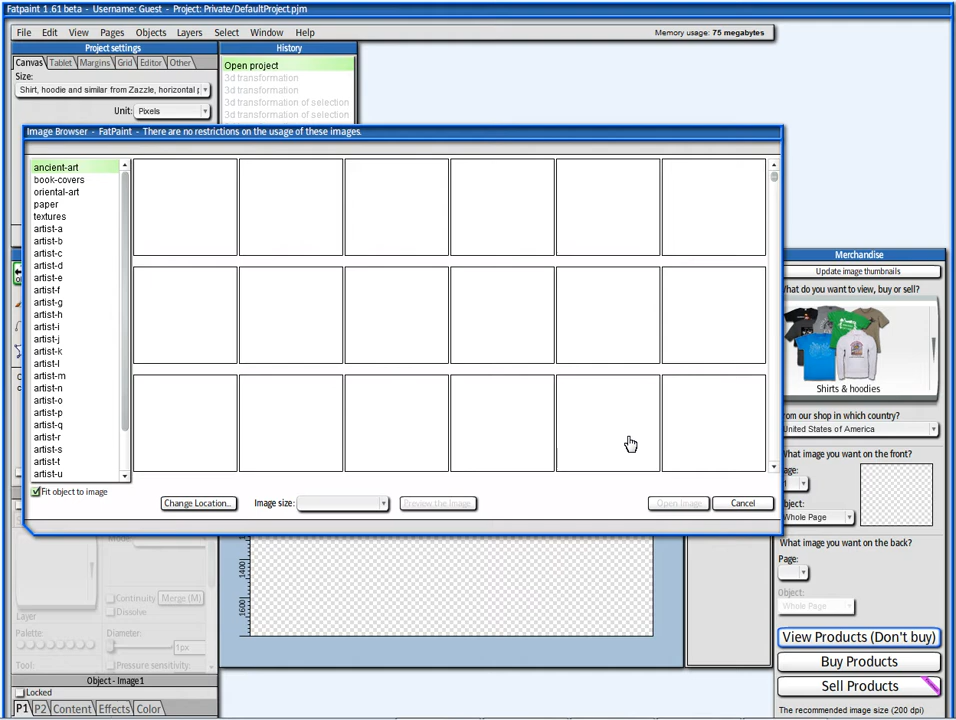 Fatpaint 1.61 beta - Username: Guest - Project: Private/DefaultProject.pjm
File Edit View Pages Objects Layers Select Window Help
Memory usage: 75 megabytes
Project settings
History
Canvas Tablet Margins Grid Editor Other
Size:
Shirt, hoodie and similar from Zazzle, horizontal
Unit: Pixels
Open project
3d transformation
3d transformation
3d transformation of selection
3d transformation of selection
Image Browser - FatPaint - There are no restrictions on the usage of these images.
ancient-art
book-covers
oriental-art
paper
textures
artist-a
artist-b
artist-c
artist-d
artist-e
artist-f
artist-g
artist-h
artist-i
artist-j
artist-k
artist-l
artist-m
artist-n
artist-o
artist-p
artist-q
artist-r
artist-s
artist-t
artist-u
Fit object to image
Change Location...
Image size:
Preview the Image
Open Image
Cancel
Merchandise
Update image thumbnails
hat do you want to view, buy or sell?
Shirts & hoodies
rom our shop in which country?
United States of America
What image you want on the front?
age:
bject:
Whole Page
What image you want on the back?
Page:
Object:
Whole Page
View Products (Don't buy)
Buy Products
Sell Products
The recommended image size (200 dpi)
1400
1600
Continuity Merge (M)
Dissolve
Layer
Palette:
Diameter:
1px
Tool:
Pressure sensitivity:
Object - Image1
Locked
P1 P2 Content Effects Color